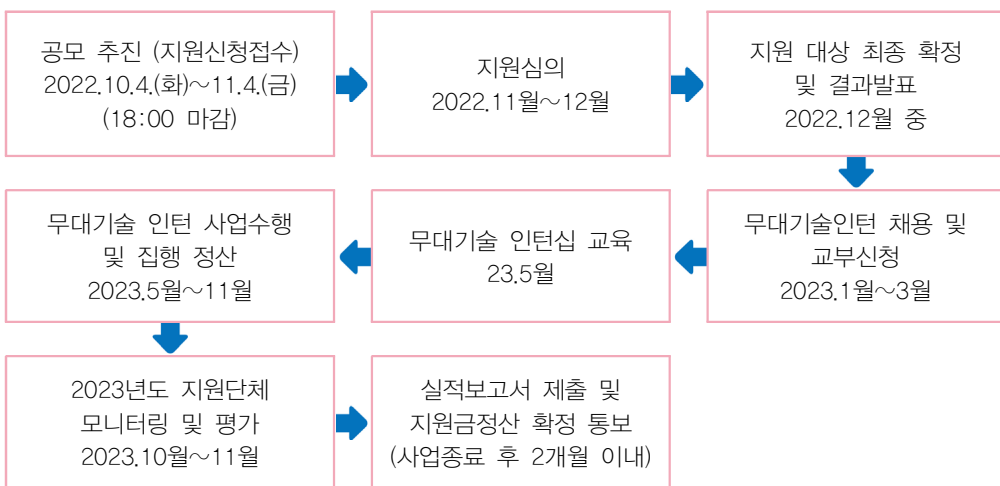 공모 추진 (지원신청접수)
2022.10.4.(화)~11.4.(금)
(18:00 마감)
지원심의
2022.11월~12월
지원 대상 최종 확정
및 결과발표
2022.12월 중
무대기술인턴 채용 및
교부신청
2023.1월~3월
무대기술 인턴십 교육
23.5월
무대기술 인턴 사업수행
및 집행 정산
2023.5월~11월
2023년도 지원단체
모니터링 및 평가
2023.10월~11월
실적보고서 제출 및
지원금정산 확정 통보
(사업종료 후 2개월 이내)